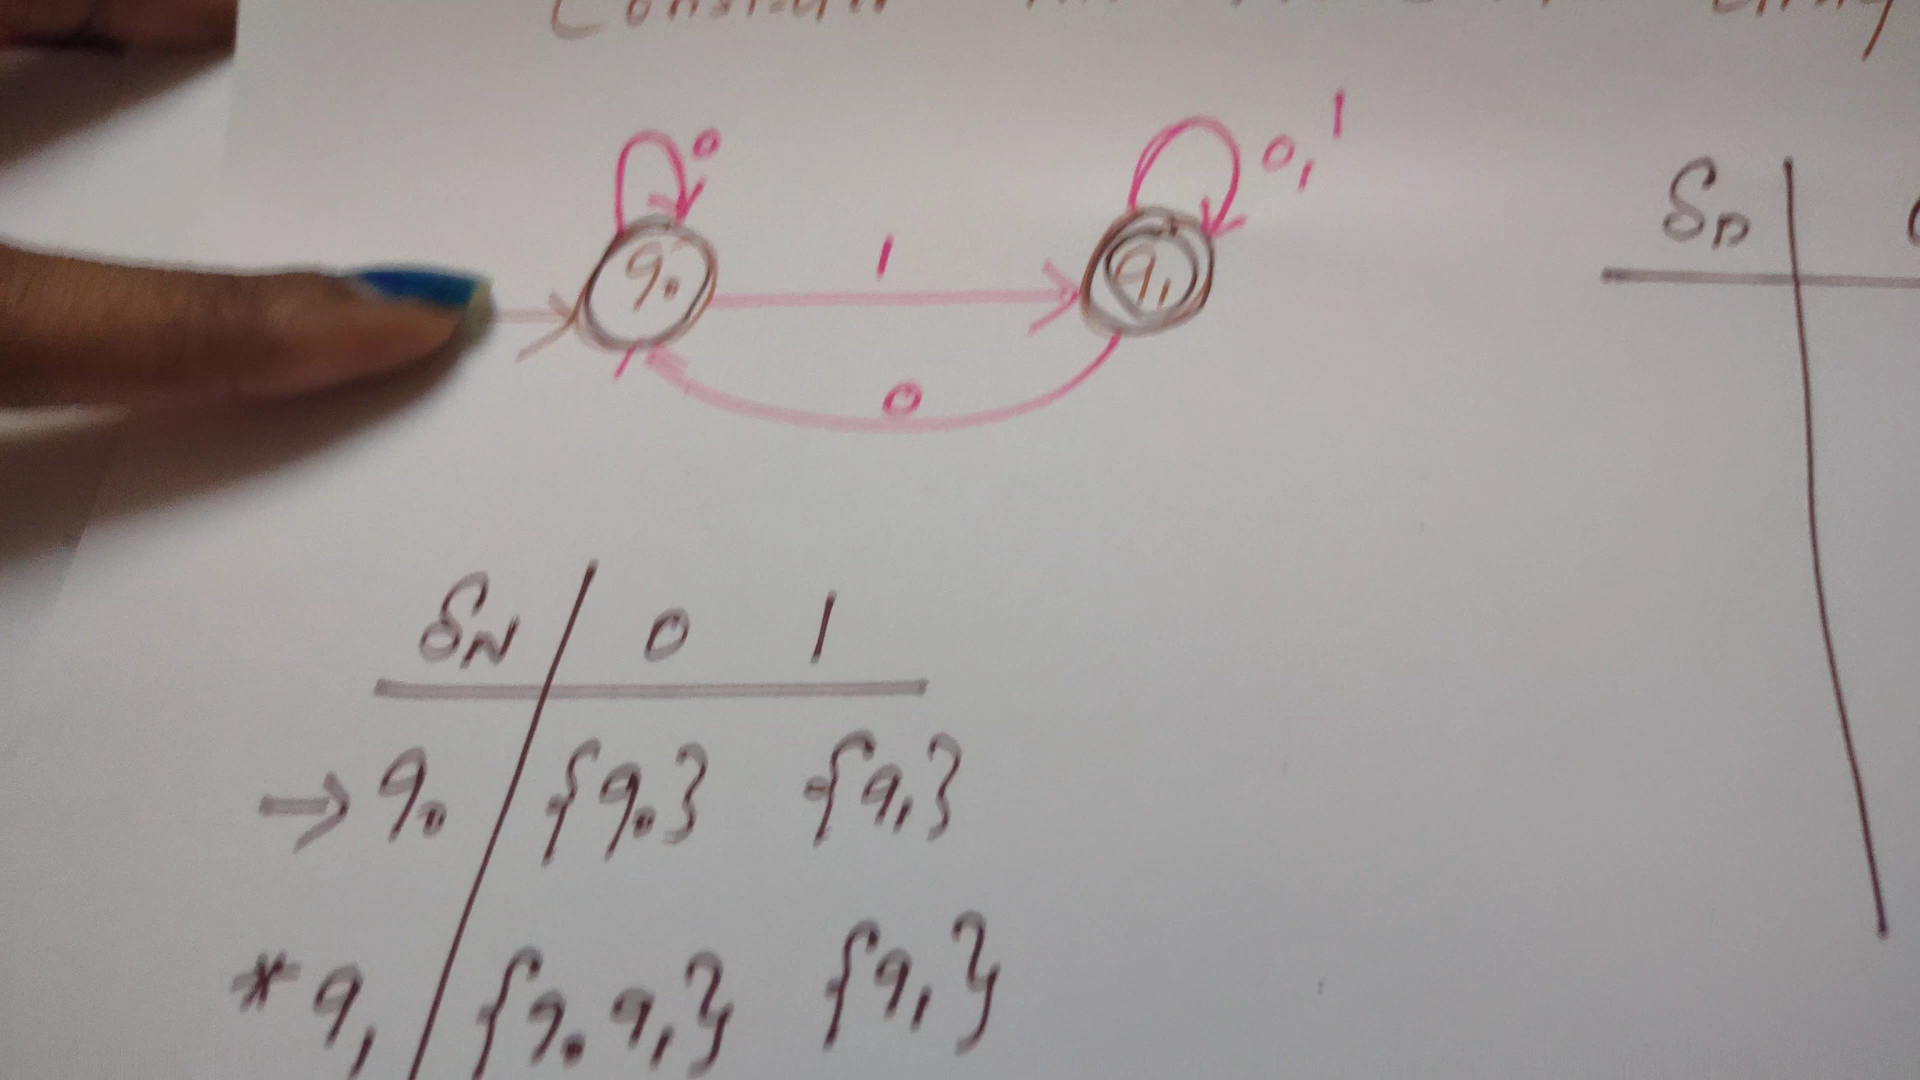 0
0, 1
q0
1
q1
0
δD
δN 0 1
→ q0 {q0} {q1}
* q1 {q0 q1} {q1}